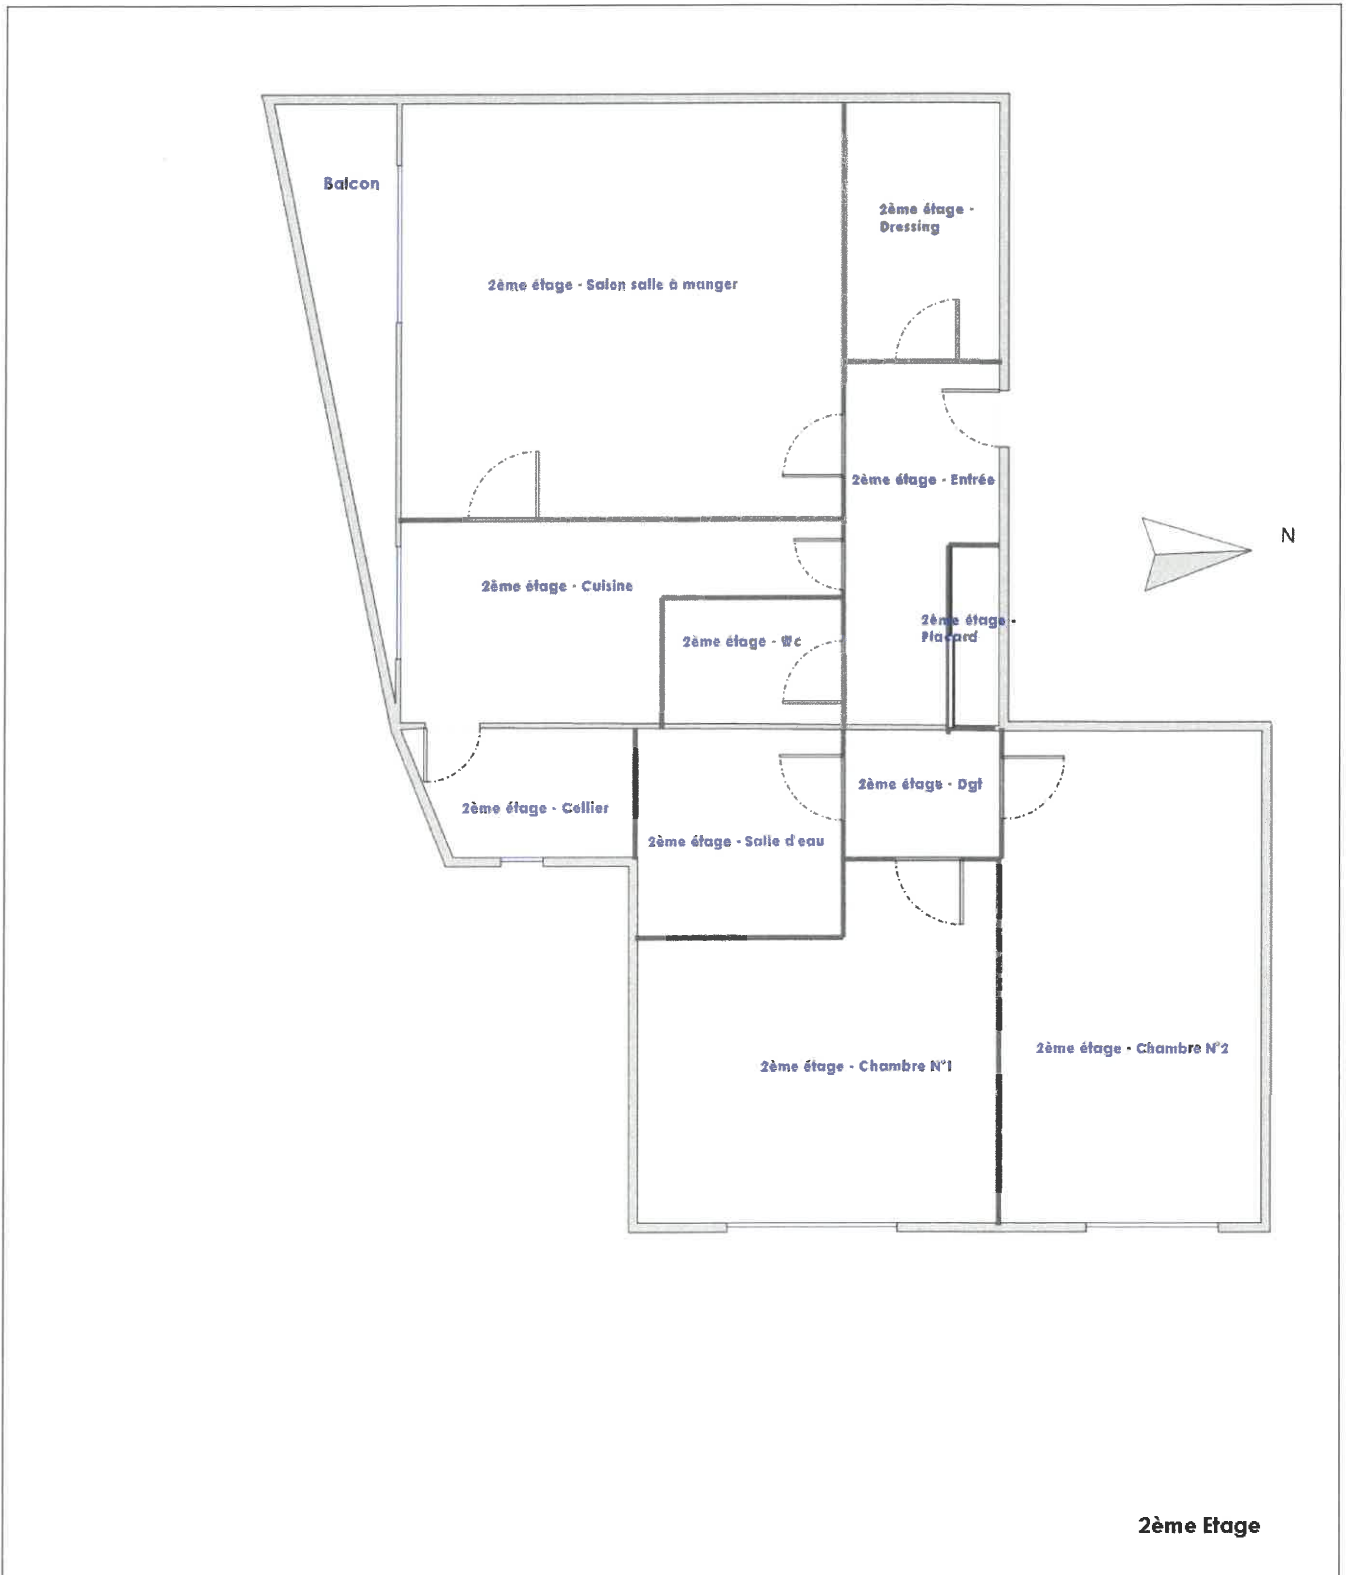 Balcon
2ème étage -
Dressing
2ème étage - Salon salle à manger
2ème étage - Entrée
N
2ème étage - Cuisine
2ème étage -
Placard
2ème étage - Wc
2ème étage - Dgt
2ème étage - Cellier
2ème étage - Salle d'eau
2ème étage - Chambre N°2
2ème étage - Chambre N°1
2ème Etage